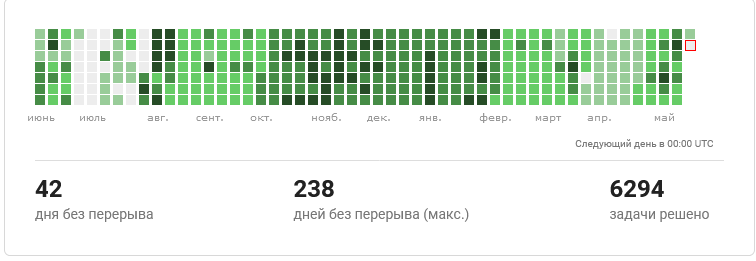 июнь июль авг. сент. окт. нояб. дек. янв. февр. март апр. май
Следующий день в 00:00 UTC
42 238 6294
дня без перерыва дней без перерыва (макс.) задачи решено